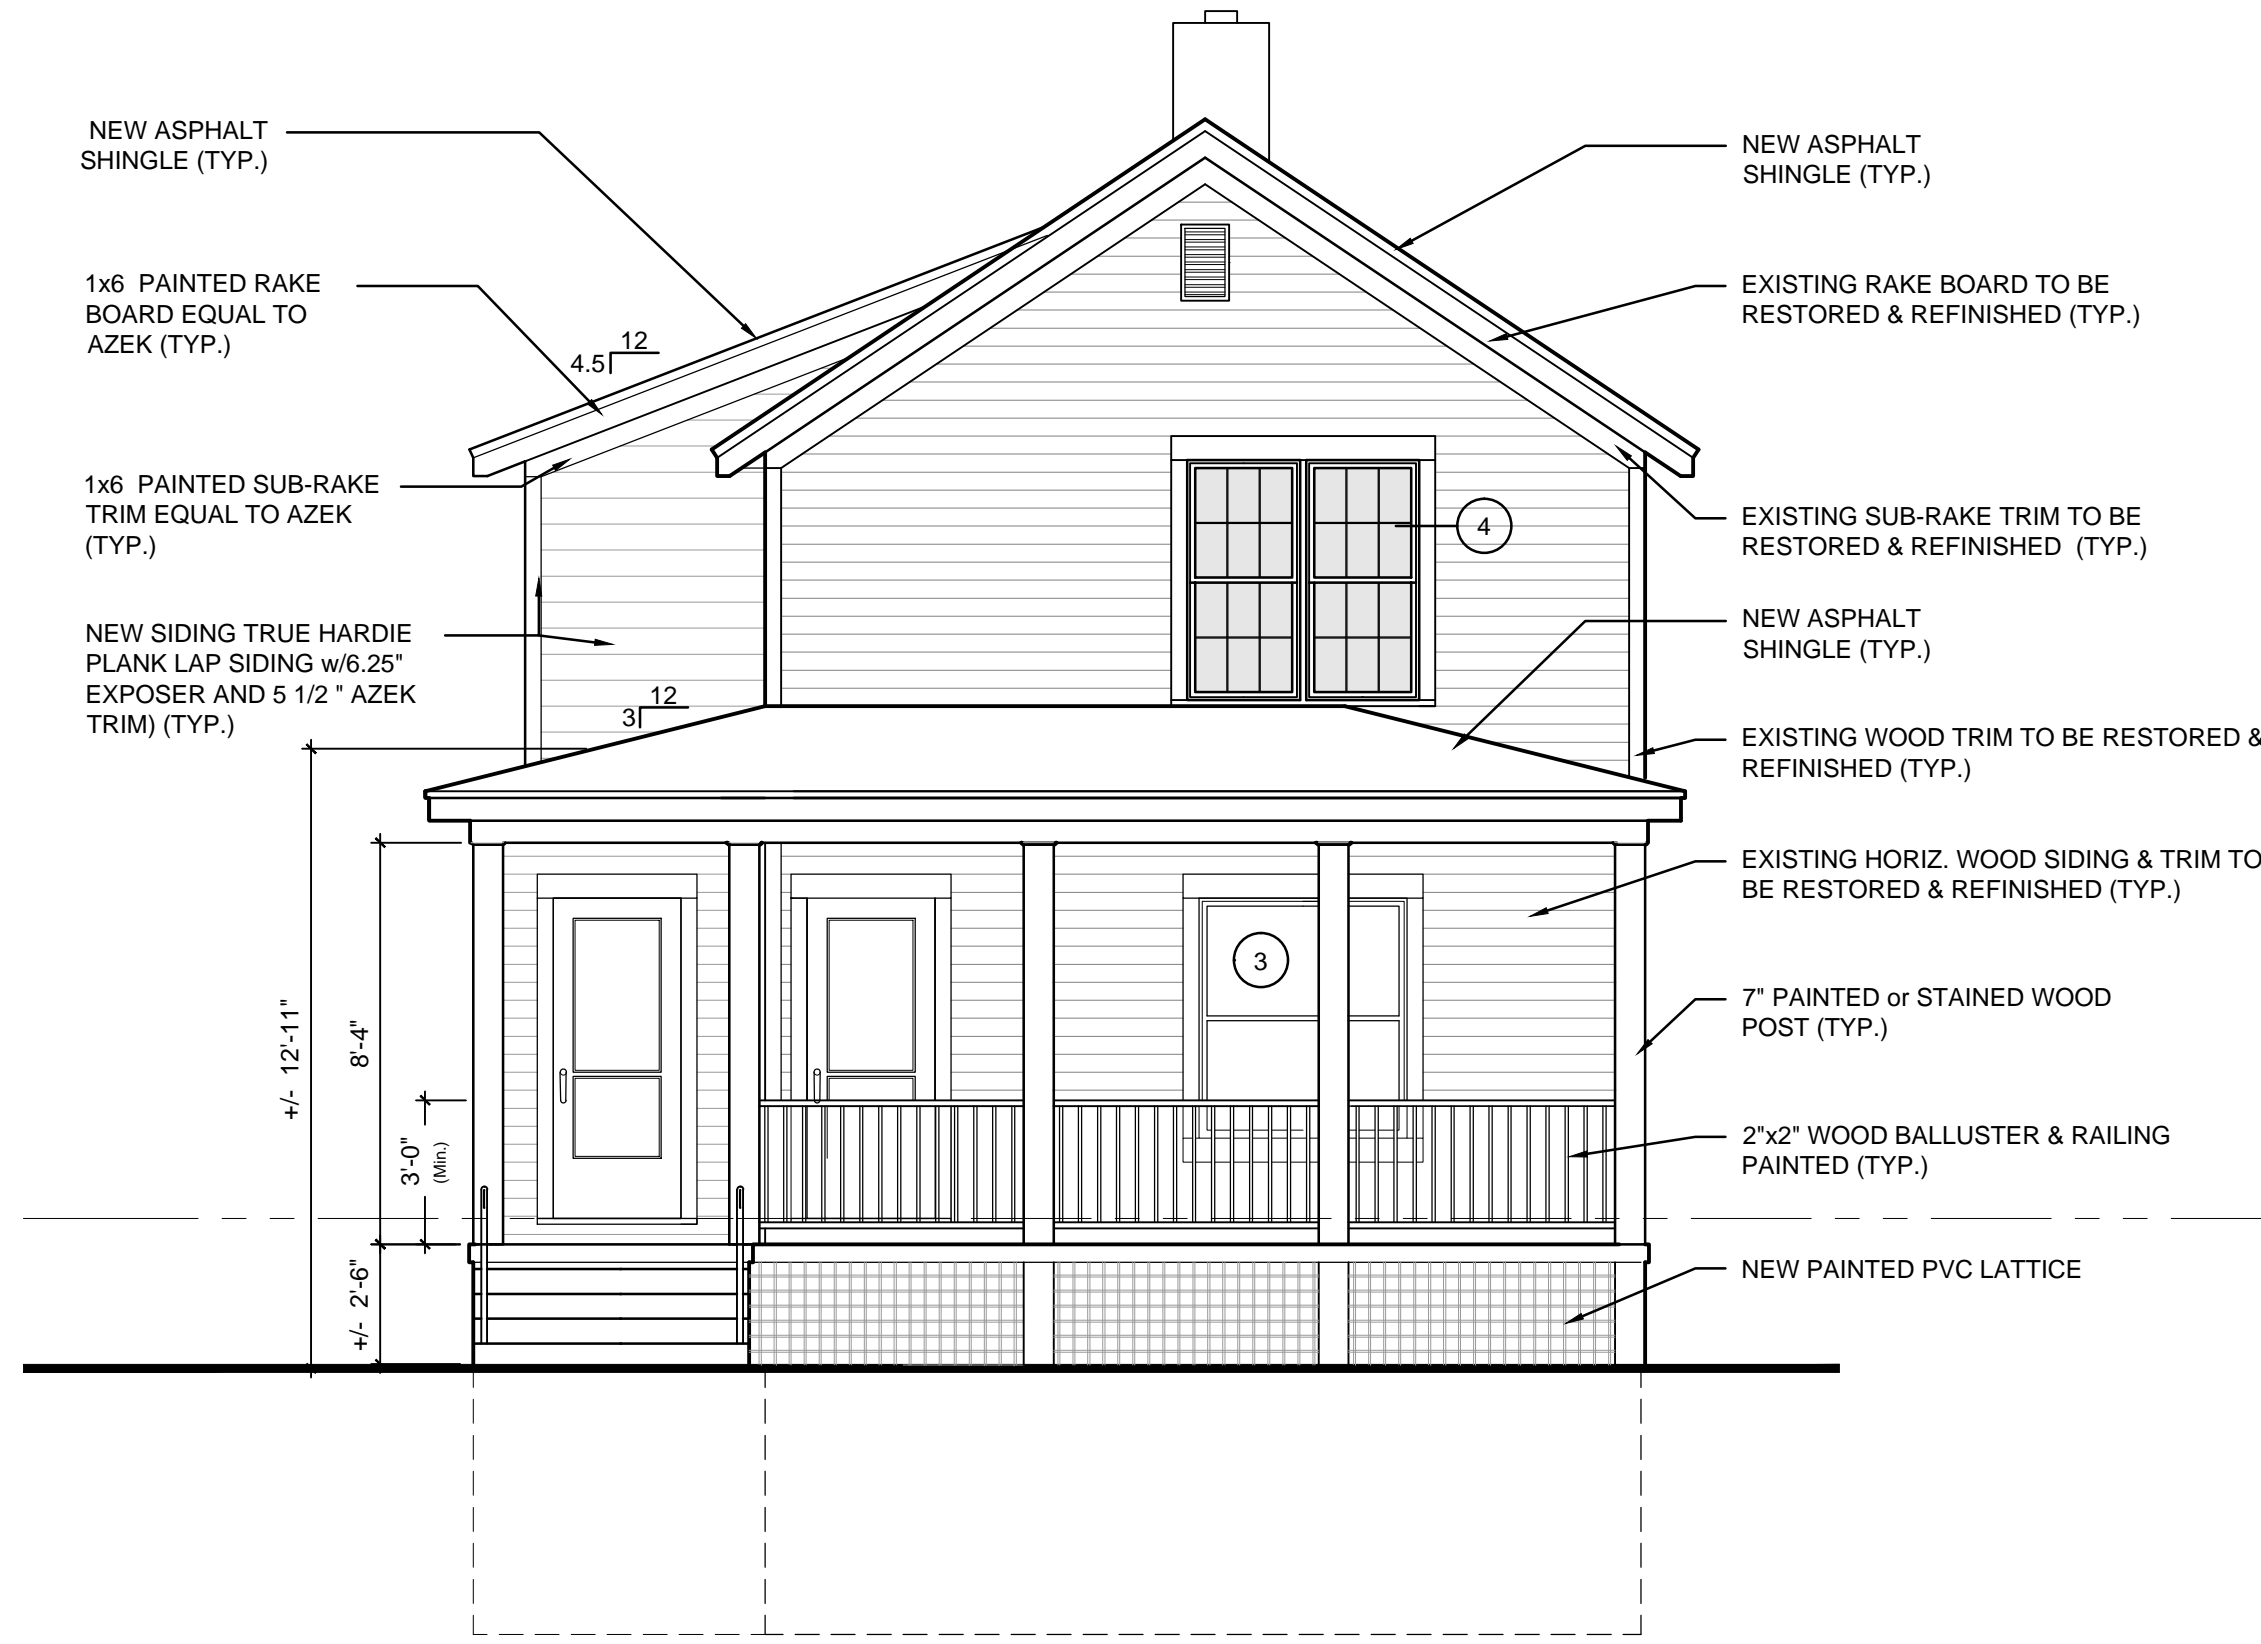 NEW ASPHALT
SHINGLE (TYP.)
1x6 PAINTED RAKE
BOARD EQUAL TO
AZEK (TYP.)
12
4.5
1x6 PAINTED SUB-RAKE
TRIM EQUAL TO AZEK
(TYP.)
NEW SIDING TRUE HARDIE
PLANK LAP SIDING w/6.25"
EXPOSER AND 5 1/2 " AZEK
TRIM) (TYP.)
12
3
+/- 12'-11"
8'-4"
3'-0"
(Min.)
+/- 2'-6"
4
3
NEW ASPHALT
SHINGLE (TYP.)
EXISTING RAKE BOARD TO BE
RESTORED & REFINISHED (TYP.)
EXISTING SUB-RAKE TRIM TO BE
RESTORED & REFINISHED (TYP.)
NEW ASPHALT
SHINGLE (TYP.)
EXISTING WOOD TRIM TO BE RESTORED &
REFINISHED (TYP.)
EXISTING HORIZ. WOOD SIDING & TRIM TO
BE RESTORED & REFINISHED (TYP.)
7" PAINTED or STAINED WOOD
POST (TYP.)
2"x2" WOOD BALLUSTER & RAILING
PAINTED (TYP.)
NEW PAINTED PVC LATTICE